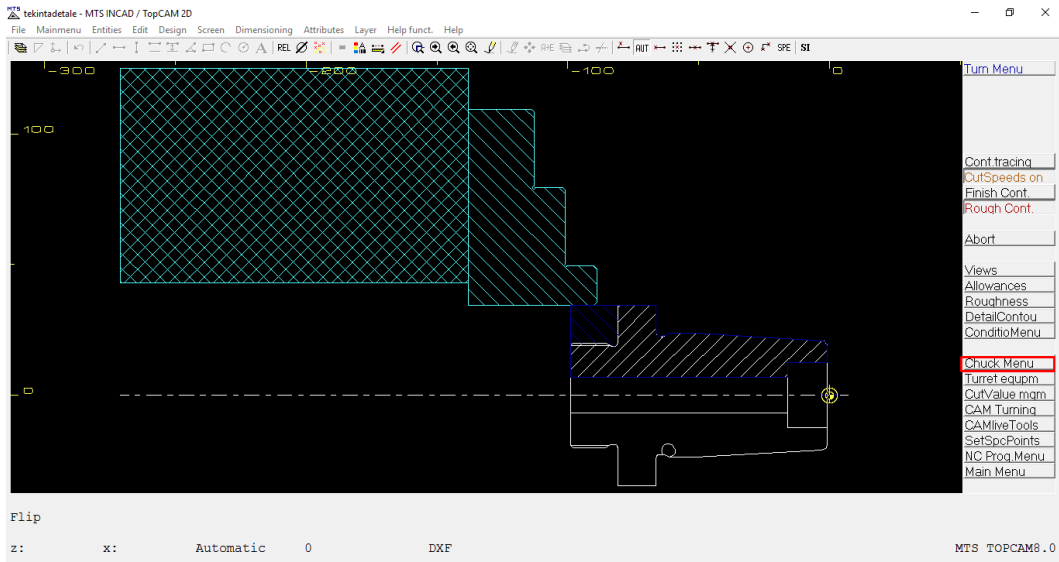 tekintadetale - MTS INCAD / TopCAM 2D
File Mainmenu Entities Edit Design Screen Dimensioning Attributes Layer Help funct. Help
REL AUT SPE SI
-300 -200 -100 0
100
0
Turn Menu
Cont.tracing
CutSpeeds on
Finish Cont.
Rough Cont.
Abort
Views
Allowances
Roughness
DetailContou
ConditioMenu
Chuck Menu
Turret equpm
CutValue mgm
CAM Turning
CAMliveTools
SetSpcPoints
NC Prog.Menu
Main Menu
Flip
z: x: Automatic 0 DXF MTS TOPCAM8.0